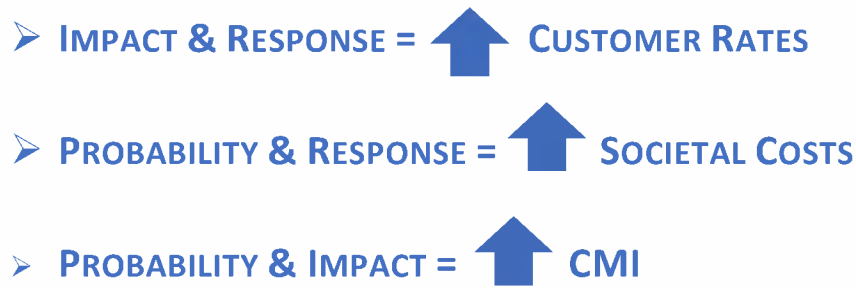 ➢ IMPACT & RESPONSE = ⬆ CUSTOMER RATES
➢ PROBABILITY & RESPONSE = ⬆ SOCIETAL COSTS
➢ PROBABILITY & IMPACT = ⬆ CMI